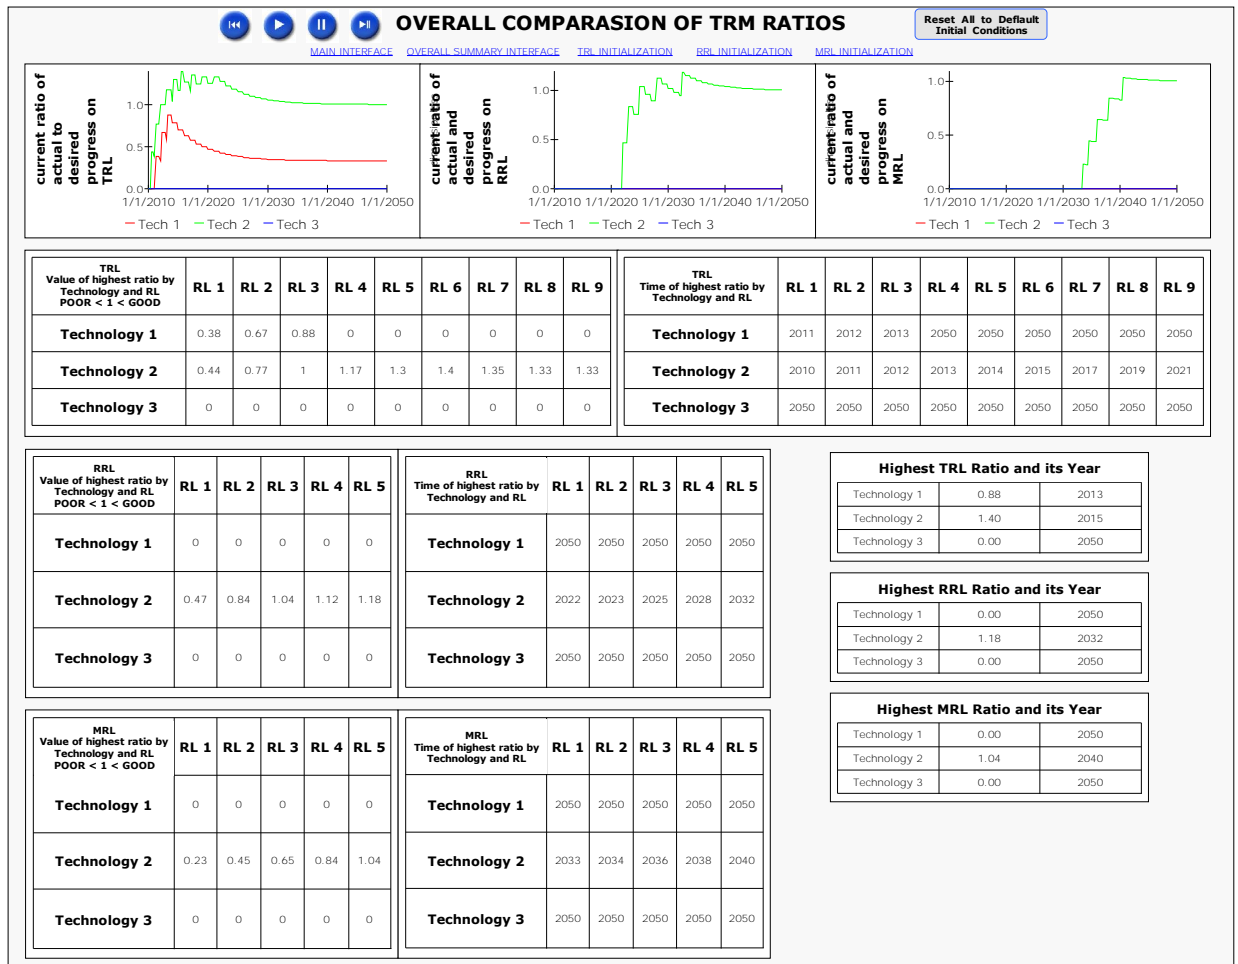 OVERALL COMPARASION OF TRM RATIOS
Reset All to Deflault
Initial Conditions
MAIN INTERFACE OVERALL SUMMARY INTERFACE TRL INITIALIZATION RRL INITIALIZATION MRL INITIALIZATION
current ratio of
actual to
desired
progress on
TRL
1.0
0.5
0.0
1/1/2010 1/1/2020 1/1/2030 1/1/2040 1/1/2050
Tech 1 Tech 2 Tech 3
current ratio of
actual and
desired
progress on
RRL
1.0
0.5
0.0
1/1/2010 1/1/2020 1/1/2030 1/1/2040 1/1/2050
Tech 1 Tech 2 Tech 3
current ratio of
actual and
desired
progress on
MRL
1.0
0.5
0.0
1/1/2010 1/1/2020 1/1/2030 1/1/2040 1/1/2050
Tech 1 Tech 2 Tech 3
TRL
Value of highest ratio by
Technology and RL
POOR < 1 < GOOD
RL 1 RL 2 RL 3 RL 4 RL 5 RL 6 RL 7 RL 8 RL 9
Technology 1 0.38 0.67 0.88 0 0 0 0 0 0
Technology 2 0.44 0.77 1 1.17 1.3 1.4 1.35 1.33 1.33
Technology 3 0 0 0 0 0 0 0 0 0
TRL
Time of highest ratio by
Technology and RL
RL 1 RL 2 RL 3 RL 4 RL 5 RL 6 RL 7 RL 8 RL 9
Technology 1 2011 2012 2013 2050 2050 2050 2050 2050 2050
Technology 2 2010 2011 2012 2013 2014 2015 2017 2019 2021
Technology 3 2050 2050 2050 2050 2050 2050 2050 2050 2050
RRL
Value of highest ratio by
Technology and RL
POOR < 1 < GOOD
RL 1 RL 2 RL 3 RL 4 RL 5
Technology 1 0 0 0 0 0
Technology 2 0.47 0.84 1.04 1.12 1.18
Technology 3 0 0 0 0 0
RRL
Time of highest ratio by
Technology and RL
RL 1 RL 2 RL 3 RL 4 RL 5
Technology 1 2050 2050 2050 2050 2050
Technology 2 2022 2023 2025 2028 2032
Technology 3 2050 2050 2050 2050 2050
Highest TRL Ratio and its Year
Technology 1 0.88 2013
Technology 2 1.40 2015
Technology 3 0.00 2050
Highest RRL Ratio and its Year
Technology 1 0.00 2050
Technology 2 1.18 2032
Technology 3 0.00 2050
Highest MRL Ratio and its Year
Technology 1 0.00 2050
Technology 2 1.04 2040
Technology 3 0.00 2050
MRL
Value of highest ratio by
Technology and RL
POOR < 1 < GOOD
RL 1 RL 2 RL 3 RL 4 RL 5
Technology 1 0 0 0 0 0
Technology 2 0.23 0.45 0.65 0.84 1.04
Technology 3 0 0 0 0 0
MRL
Time of highest ratio by
Technology and RL
RL 1 RL 2 RL 3 RL 4 RL 5
Technology 1 2050 2050 2050 2050 2050
Technology 2 2033 2034 2036 2038 2040
Technology 3 2050 2050 2050 2050 2050